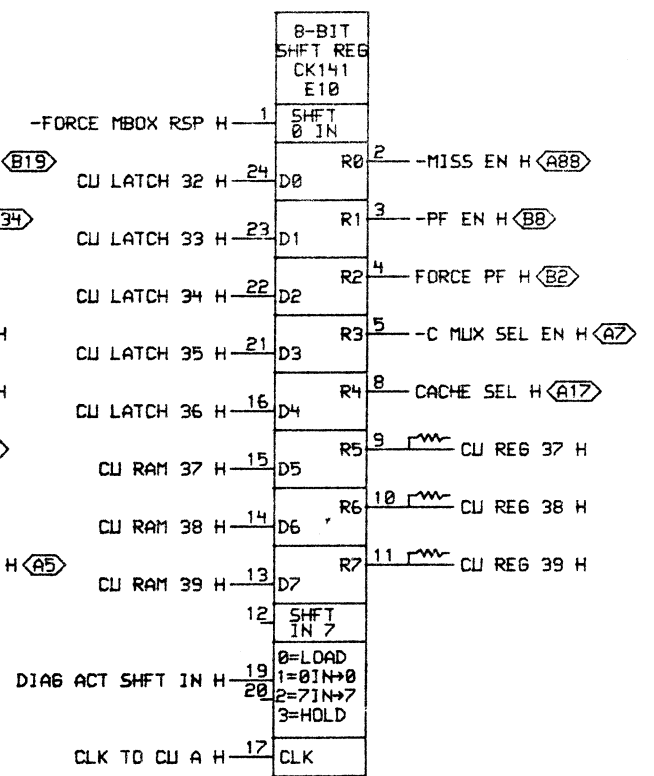 8-BIT
SHFT REG
CK141
E10
-FORCE MBOX RSP H 1 SHFT
0 IN
B19
R0 2 -MISS EN H A88
CU LATCH 32 H 24 D0
34
R1 3 -PF EN H B8
CU LATCH 33 H 23 D1
R2 4 FORCE PF H B2
CU LATCH 34 H 22 D2
H
R3 5 -C MUX SEL EN H A7
CU LATCH 35 H 21 D3
H
R4 8 CACHE SEL H A17
CU LATCH 36 H 16 D4
R5 9 CU REG 37 H
CU RAM 37 H 15 D5
R6 10 CU REG 38 H
CU RAM 38 H 14 D6
H A5
R7 11 CU REG 39 H
CU RAM 39 H 13 D7
12 SHFT
IN 7
0=LOAD
DIAG ACT SHFT IN H 19 1=0IN→0
20 2=7IN→7
3=HOLD
CLK TO CU A H 17 CLK